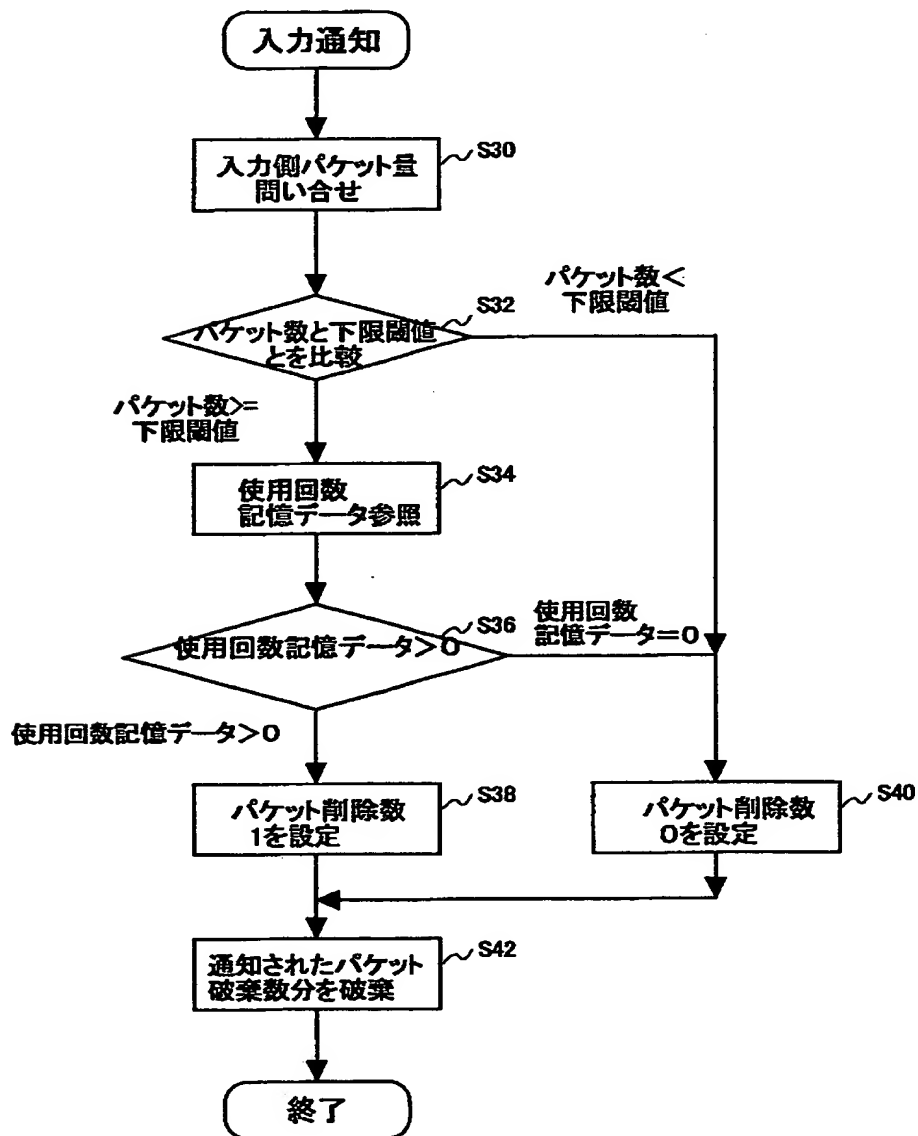 入力通知
入力側パケット量
問い合せ
S30
パケット数と下限閾値
とを比較
S32
パケット数<
下限閾値
パケット数>=
下限閾値
使用回数
記憶データ参照
S34
使用回数記憶データ>0
S36
使用回数
記憶データ=0
使用回数記憶データ>0
パケット削除数
1を設定
S38
パケット削除数
0を設定
S40
通知されたパケット
破棄数分を破棄
S42
終了